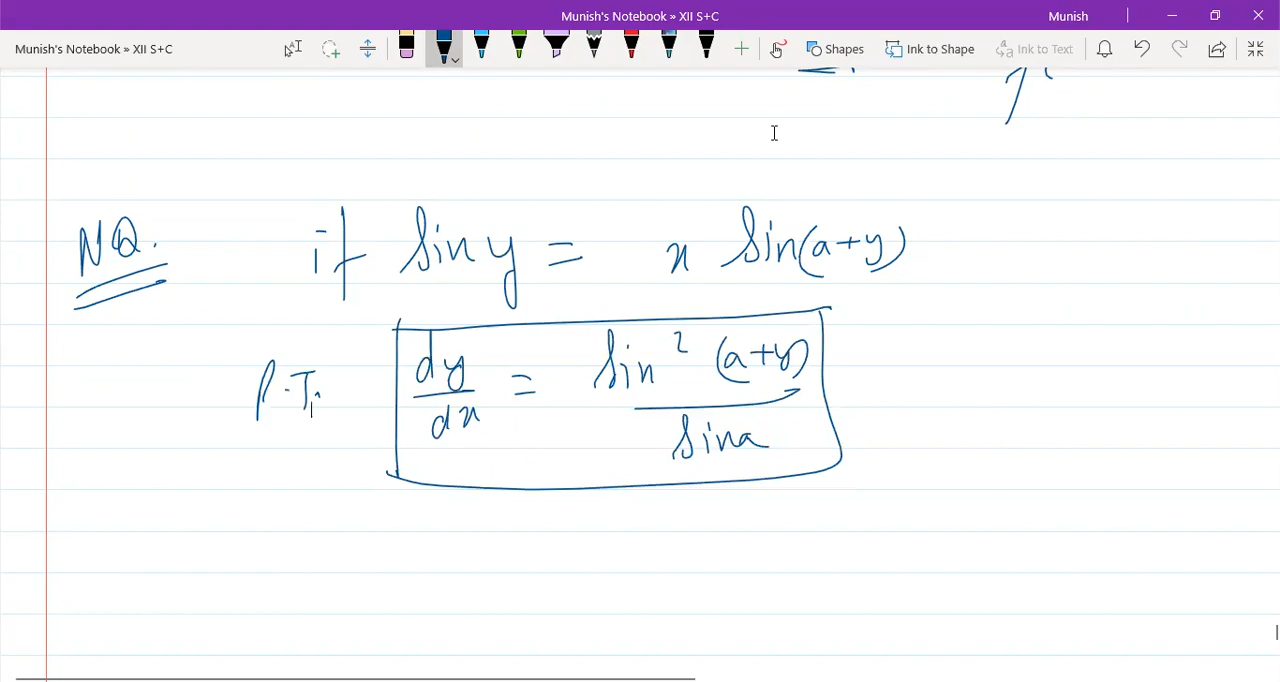 Munish's Notebook » XII S+C
Munish
Munish's Notebook » XII S+C
Shapes
Ink to Shape
Ink to Text
NQ. if sin y = x sin(a+y)
P.T. dy/dx = sin² (a+y)/sina